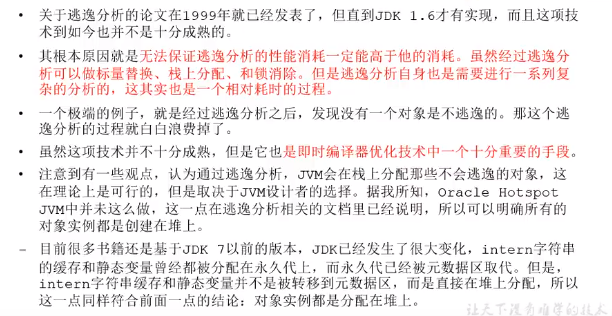 • 关于逃逸分析的论文在1999年就已经发表了，但直到JDK 1.6才有实现，而且这项技
术到如今也并不是十分成熟的。
• 其根本原因就是无法保证逃逸分析的性能消耗一定能高于他的消耗。虽然经过逃逸分
析可以做标量替换、栈上分配、和锁消除。但是逃逸分析自身也是需要进行一系列复
杂的分析的，这其实也是一个相对耗时的过程。
• 一个极端的例子，就是经过逃逸分析之后，发现没有一个对象是不逃逸的。那这个逃
逸分析的过程就白白浪费掉了。
• 虽然这项技术并不十分成熟，但是它也是即时编译器优化技术中一个十分重要的手段。
• 注意到有一些观点，认为通过逃逸分析，JVM会在栈上分配那些不会逃逸的对象，这
在理论上是可行的，但是取决于JVM设计者的选择。据我所知，Oracle Hotspot
JVM中并未这么做，这一点在逃逸分析相关的文档里已经说明，所以可以明确所有的
对象实例都是创建在堆上。
– 目前很多书籍还是基于JDK 7以前的版本，JDK已经发生了很大变化，intern字符串
的缓存和静态变量曾经都被分配在永久代上，而永久代已经被元数据区取代。但是，
intern字符串缓存和静态变量并不是被转移到元数据区，而是直接在堆上分配，所以
这一点同样符合前面一点的结论：对象实例都是分配在堆上。
让天下没有难学的技术